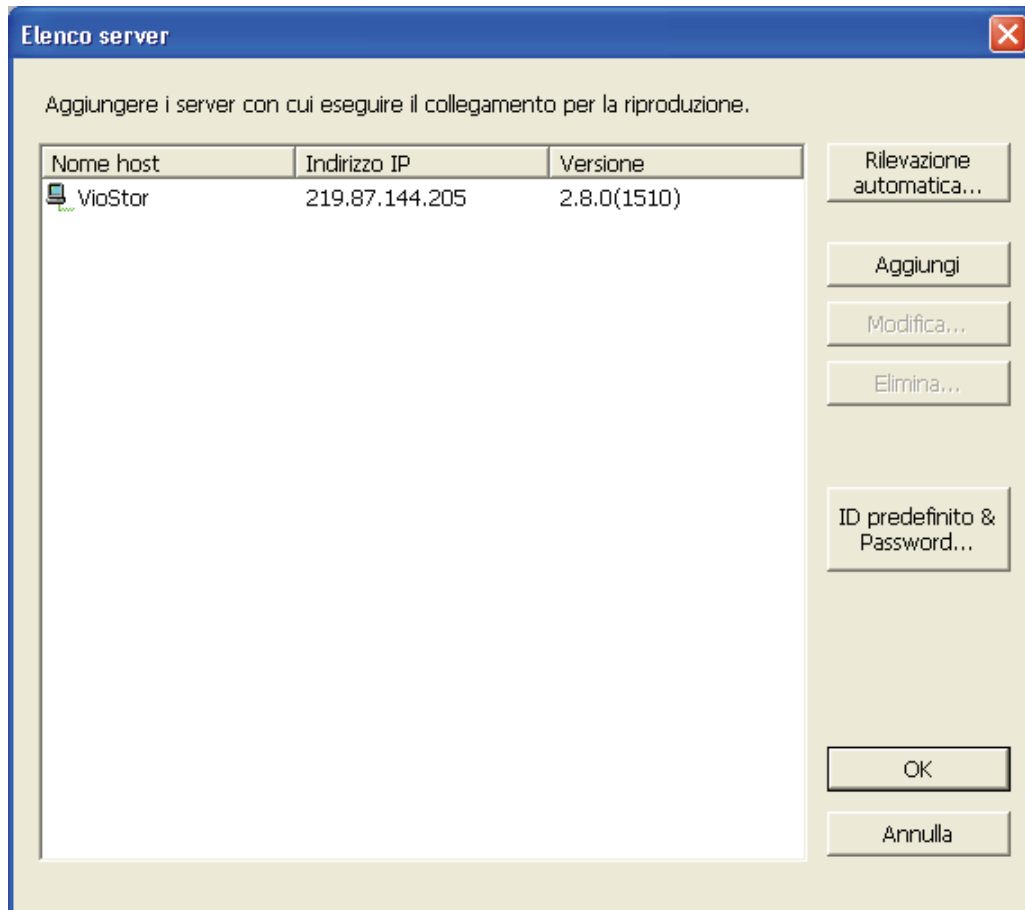 Elenco server
Aggiungere i server con cui eseguire il collegamento per la riproduzione.
Nome host Indirizzo IP Versione
VioStor 219.87.144.205 2.8.0(1510)
Rilevazione
automatica...
Aggiungi
Modifica...
Elimina...
ID predefinito &
Password...
OK
Annulla